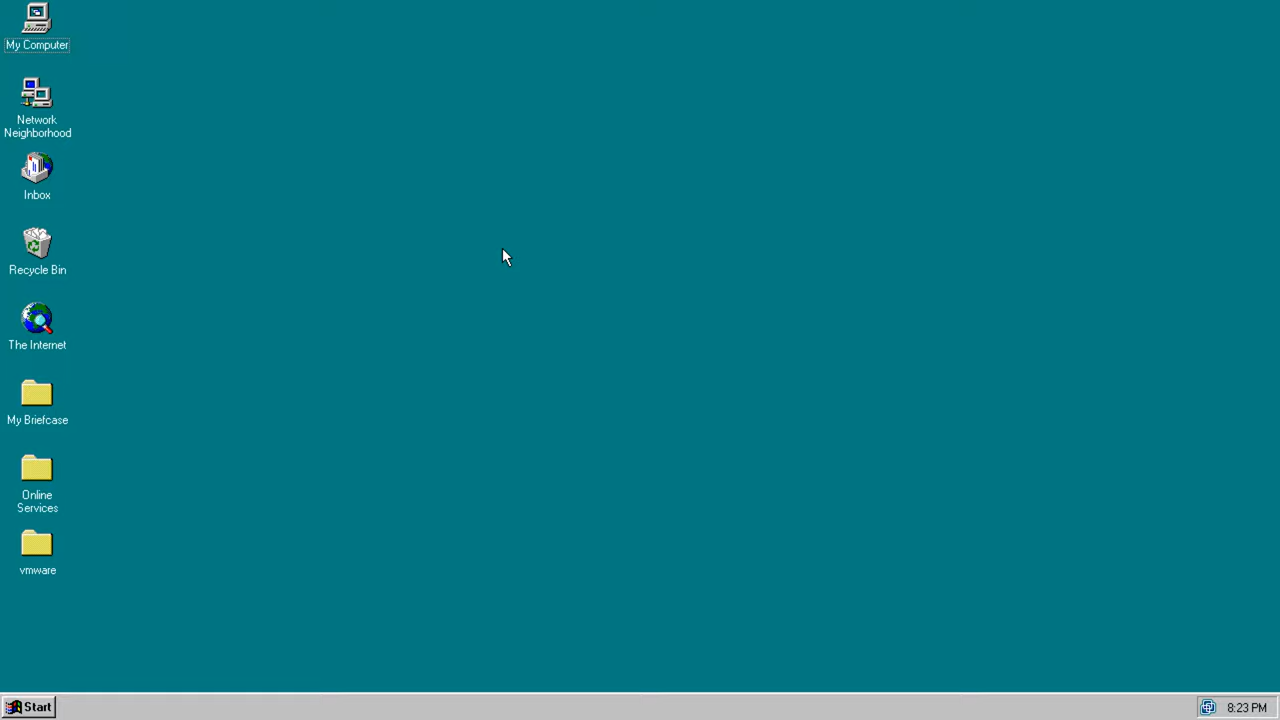 My Computer
Network
Neighborhood
Inbox
Recycle Bin
The Internet
My Briefcase
Online
Services
vmware
Start
8:23 PM